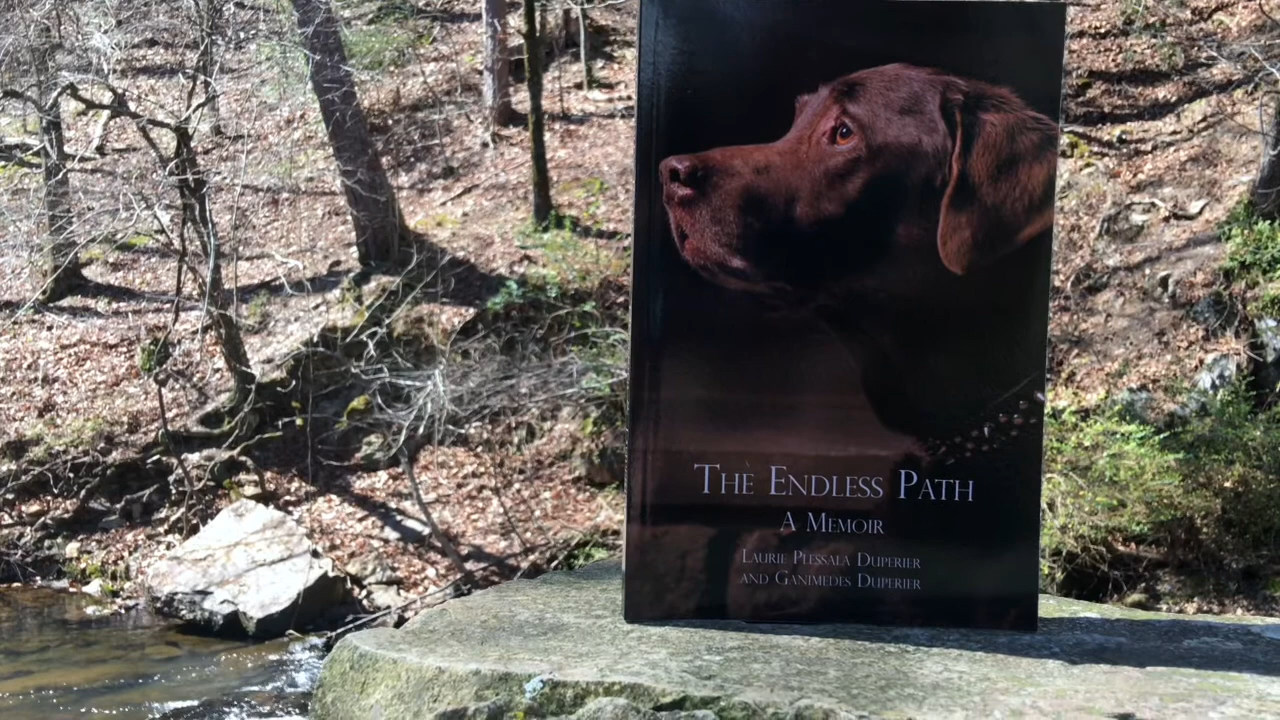 The Endless Path
A Memoir
Laurie Plessala Duperier
and Ganimedes Duperier